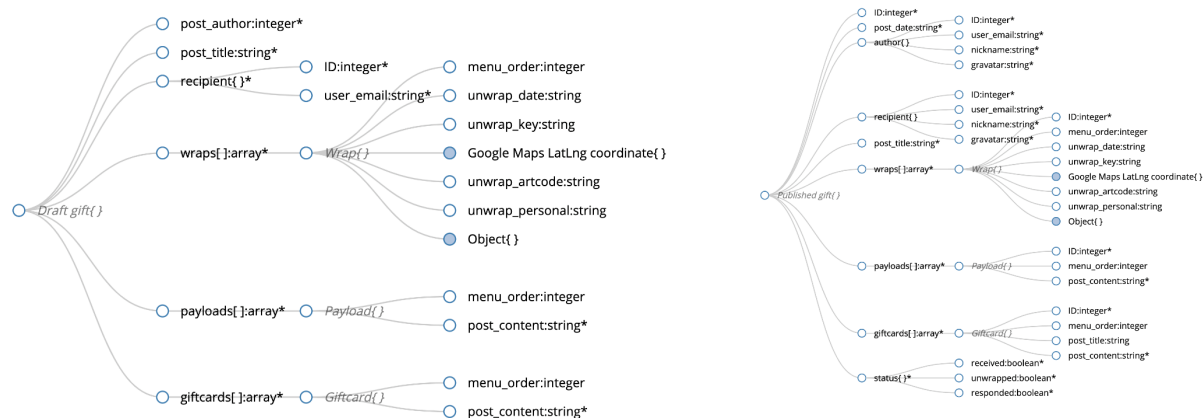 post_author:integer*
post_title:string*
recipient{ }*
ID:integer*
user_email:string*
wraps[ ]:array*
Wrap{ }
menu_order:integer
unwrap_date:string
unwrap_key:string
Google Maps LatLng coordinate{ }
unwrap_artcode:string
unwrap_personal:string
Object{ }
Draft gift{ }
payloads[ ]:array*
Payload{ }
menu_order:integer
post_content:string*
giftcards[ ]:array*
Giftcard{ }
menu_order:integer
post_content:string*
ID:integer*
post_date:string*
author{ }
ID:integer*
user_email:string*
nickname:string*
gravatar:string*
recipient{ }
ID:integer*
user_email:string*
nickname:string*
gravatar:string*
post_title:string*
wraps[ ]:array*
Wrap{ }
ID:integer*
menu_order:integer
unwrap_date:string
unwrap_key:string
Google Maps LatLng coordinate{ }
unwrap_artcode:string
unwrap_personal:string
Object{ }
Published gift{ }
payloads[ ]:array*
Payload{ }
ID:integer*
menu_order:integer
post_content:string*
giftcards[ ]:array*
Giftcard{ }
ID:integer*
menu_order:integer
post_title:string
post_content:string*
status{ }*
received:boolean*
unwrapped:boolean*
responded:boolean*